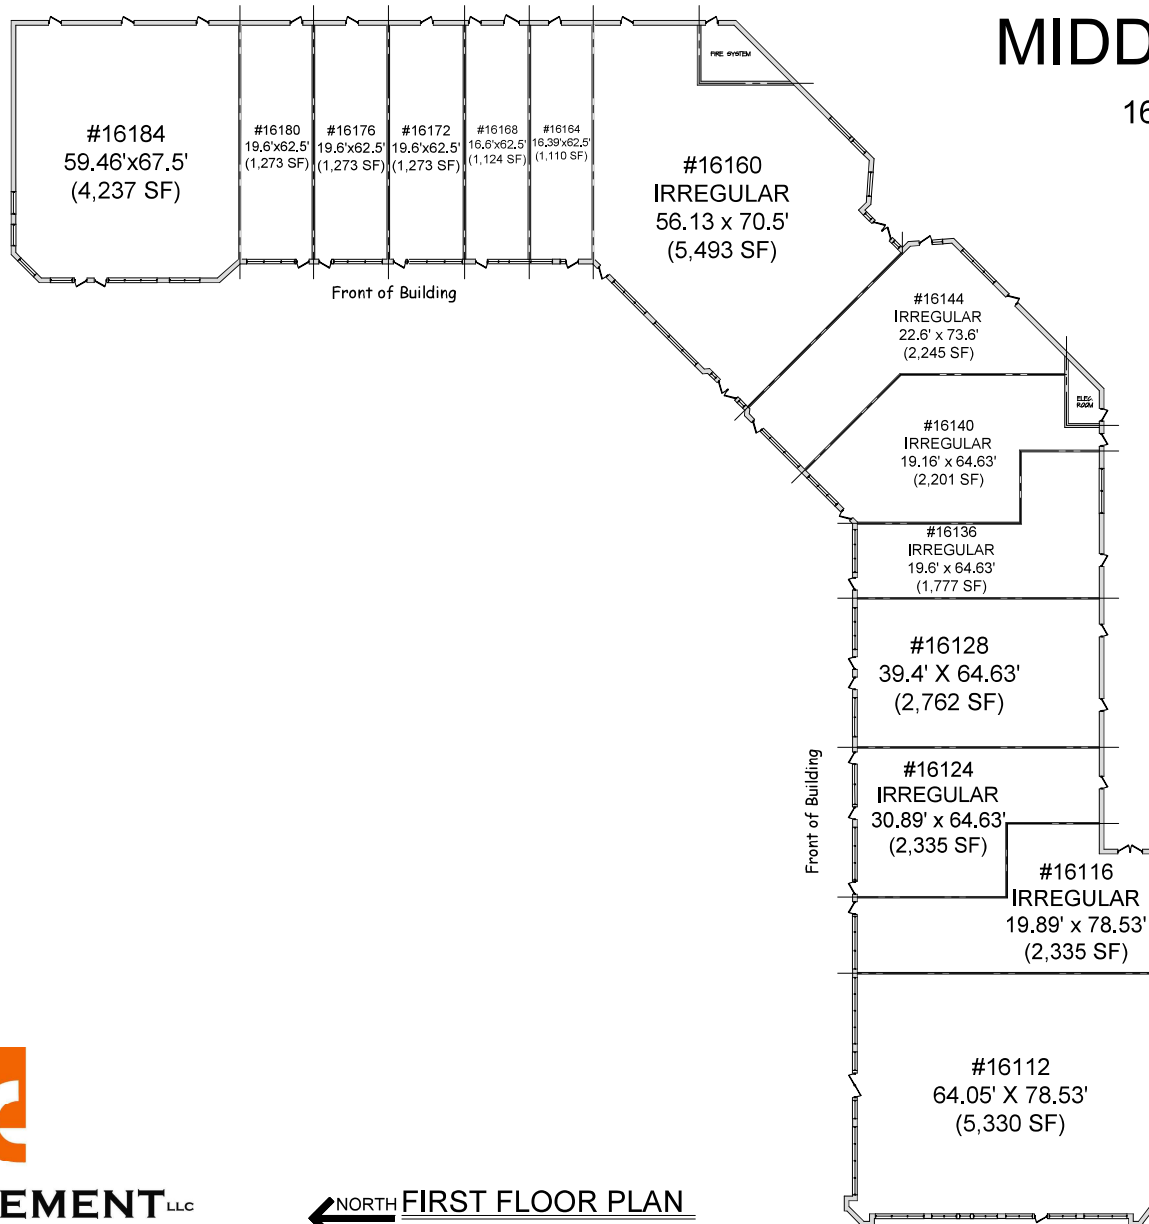 MIDD
16
FIRE SYSTEM
#16184
59.46'x67.5'
(4,237 SF)
#16180
19.6'x62.5'
(1,273 SF)
#16176
19.6'x62.5'
(1,273 SF)
#16172
19.6'x62.5'
(1,273 SF)
#16168
16.6'x62.5'
(1,124 SF)
#16164
16.39'x62.5'
(1,110 SF)
#16160
IRREGULAR
56.13 x 70.5'
(5,493 SF)
Front of Building
#16144
IRREGULAR
22.6' x 73.6'
(2,245 SF)
ELEC.
ROOM
#16140
IRREGULAR
19.16' x 64.63'
(2,201 SF)
#16136
IRREGULAR
19.6' x 64.63'
(1,777 SF)
#16128
39.4' X 64.63'
(2,762 SF)
Front of Building
#16124
IRREGULAR
30.89' x 64.63'
(2,335 SF)
#16116
IRREGULAR
19.89' x 78.53'
(2,335 SF)
#16112
64.05' X 78.53'
(5,330 SF)
EMENT LLC
NORTH FIRST FLOOR PLAN